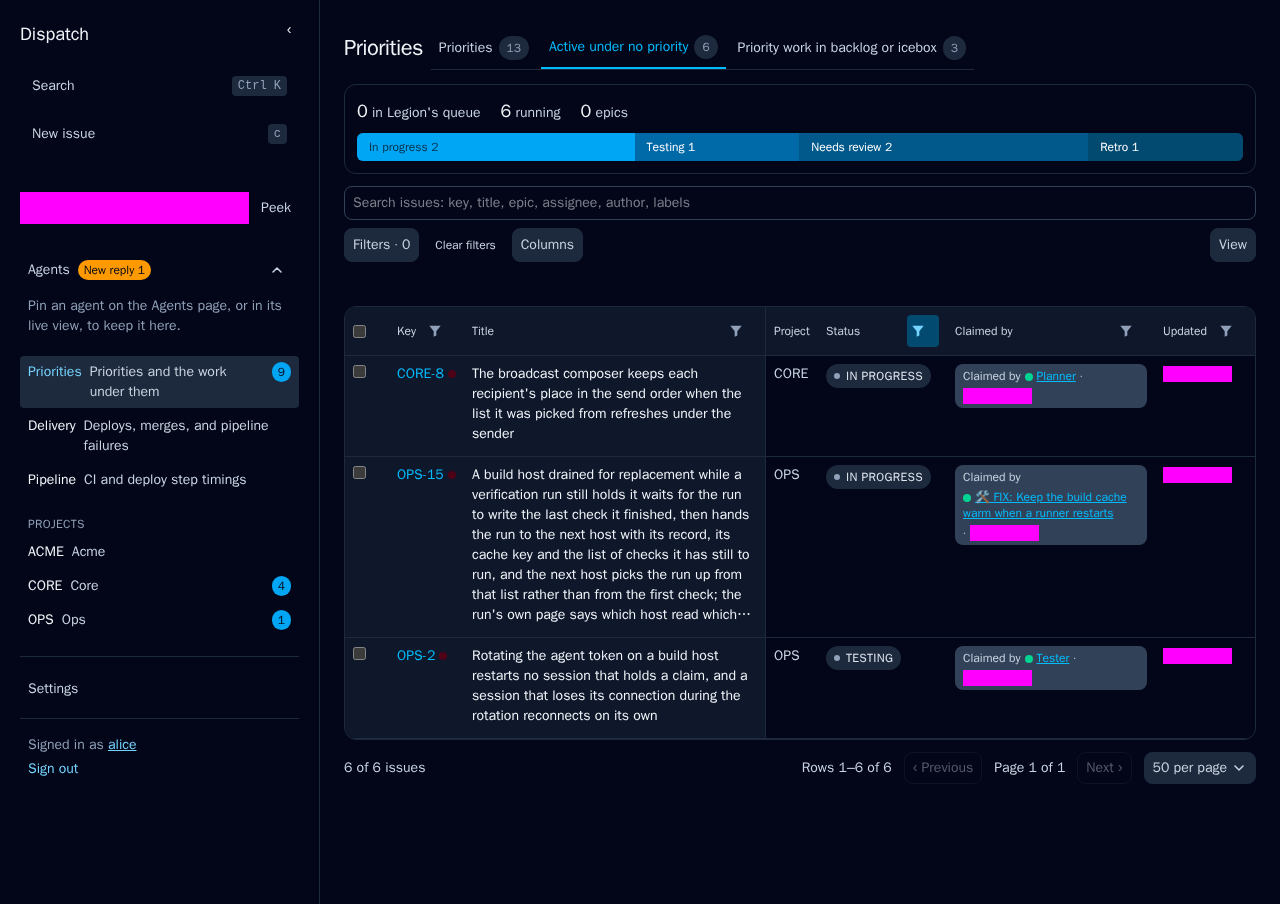 Dispatch
‹
Search
Ctrl K
New issue
C
Peek
Agents
New reply 1
Pin an agent on the Agents page, or in its
live view, to keep it here.
Priorities
Priorities and the work
under them
9
Delivery
Deploys, merges, and pipeline
failures
Pipeline
CI and deploy step timings
PROJECTS
ACME Acme
CORE Core
4
OPS Ops
1
Settings
Signed in as alice
Sign out
Priorities
Priorities 13
Active under no priority 6
Priority work in backlog or icebox 3
0 in Legion's queue
6 running
0 epics
In progress 2
Testing 1
Needs review 2
Retro 1
Search issues: key, title, epic, assignee, author, labels
Filters · 0
Clear filters
Columns
View
Key
Title
Project
Status
Claimed by
Updated
CORE-8
The broadcast composer keeps each
recipient's place in the send order when the
list it was picked from refreshes under the
sender
CORE
IN PROGRESS
Claimed by Planner ·
OPS-15
A build host drained for replacement while a
verification run still holds it waits for the run
to write the last check it finished, then hands
the run to the next host with its record, its
cache key and the list of checks it has still to
run, and the next host picks the run up from
that list rather than from the first check; the
run's own page says which host read which···
OPS
IN PROGRESS
Claimed by
🛠 FIX: Keep the build cache
warm when a runner restarts
·
OPS-2
Rotating the agent token on a build host
restarts no session that holds a claim, and a
session that loses its connection during the
rotation reconnects on its own
OPS
TESTING
Claimed by Tester ·
6 of 6 issues
Rows 1–6 of 6
‹ Previous
Page 1 of 1
Next ›
50 per page